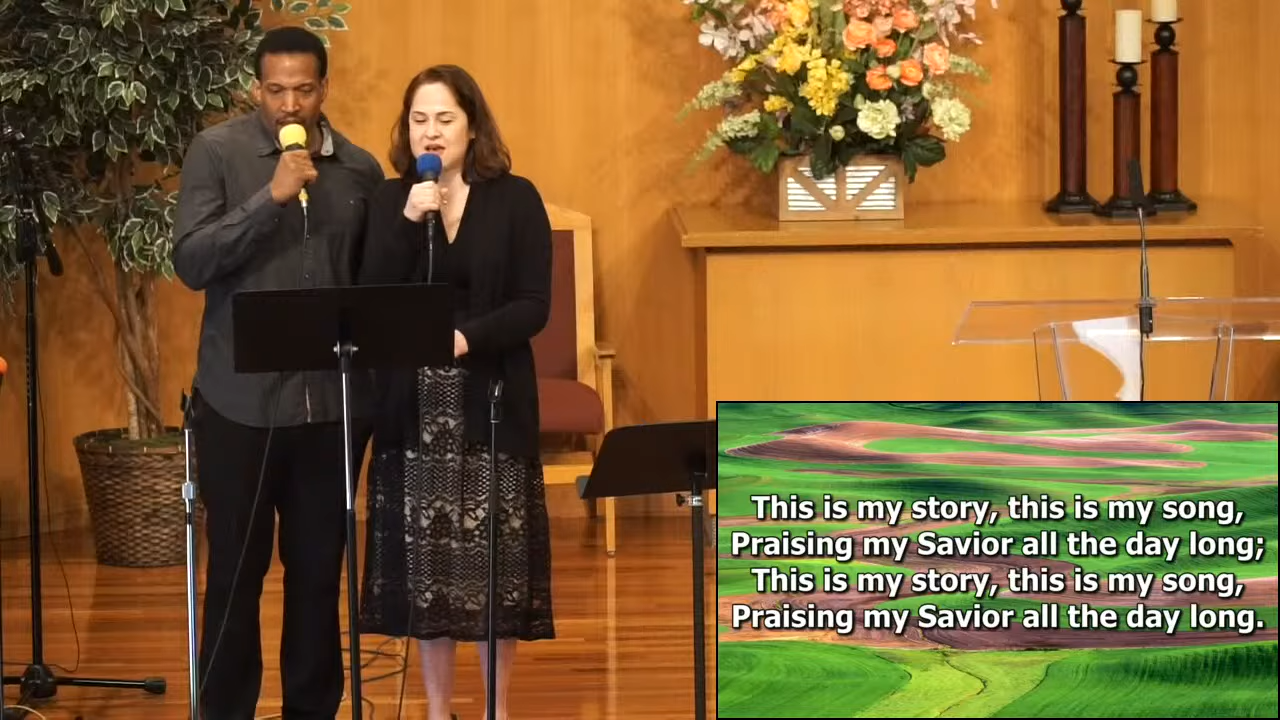 This is my story, this is my song,
Praising my Savior all the day long;
This is my story, this is my song,
Praising my Savior all the day long.